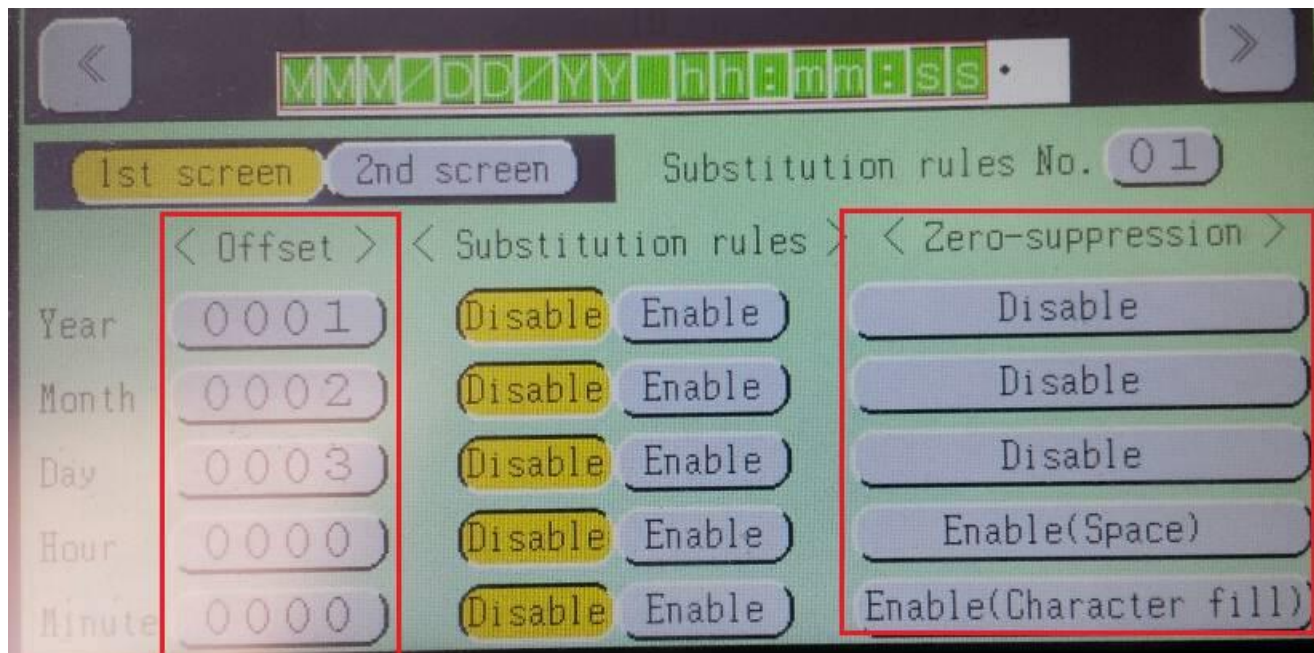 « MMM/DD/YY hh:mm:ss· »
1st screen 2nd screen Substitution rules No. 01
< Offset > < Substitution rules > < Zero-suppression >
Year 0001 Disable Enable Disable
Month 0002 Disable Enable Disable
Day 0003 Disable Enable Disable
Hour 0000 Disable Enable Enable(Space)
Minute 0000 Disable Enable Enable(Character fill)